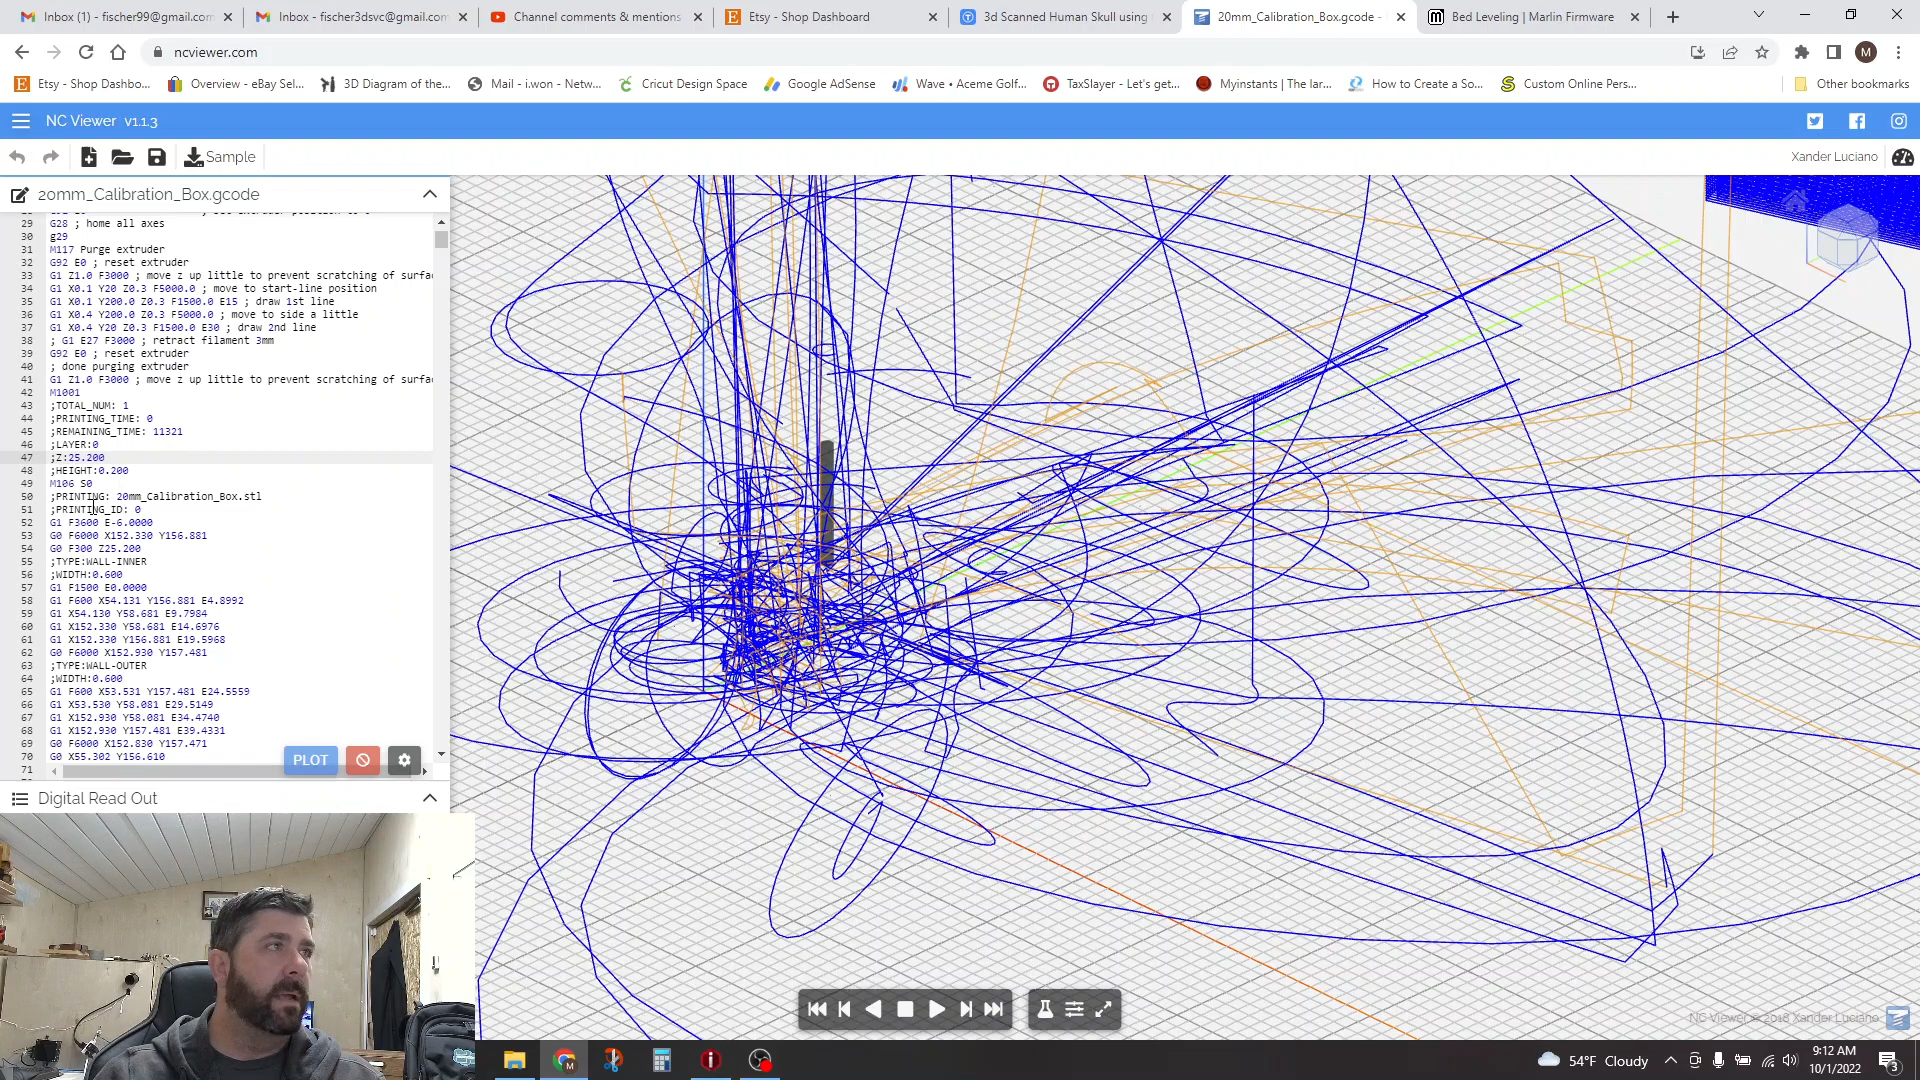 Inbox (1) - fischer99@gmail.com
Inbox - fischer3dsvc@gmail.com
Channel comments & mentions
Etsy - Shop Dashboard
3d Scanned Human Skull using
20mm_Calibration_Box.gcode -
Bed Leveling | Marlin Firmware
ncviewer.com
M
Etsy - Shop Dashbo...
Overview - eBay Sel...
3D Diagram of the...
Mail - i.won - Netw...
Cricut Design Space
Google AdSense
Wave • Aceme Golf...
TaxSlayer - Let's get...
Myinstants | The lar...
How to Create a So...
Custom Online Pers...
Other bookmarks
NC Viewer v1.1.3
Sample
Xander Luciano
20mm_Calibration_Box.gcode
29 G28 ; home all axes
30 g29
31 M117 Purge extruder
32 G92 E0 ; reset extruder
33 G1 Z1.0 F3000 ; move z up little to prevent scratching of surfa
34 G1 X0.1 Y20 Z0.3 F5000.0 ; move to start-line position
35 G1 X0.1 Y200.0 Z0.3 F1500.0 E15 ; draw 1st line
36 G1 X0.4 Y200.0 Z0.3 F5000.0 ; move to side a little
37 G1 X0.4 Y20 Z0.3 F1500.0 E30 ; draw 2nd line
38 ; G1 E27 F3000 ; retract filament 3mm
39 G92 E0 ; reset extruder
40 ; done purging extruder
41 G1 Z1.0 F3000 ; move z up little to prevent scratching of surfa
42 M1001
43 ;TOTAL_NUM: 1
44 ;PRINTING_TIME: 0
45 ;REMAINING_TIME: 11321
46 ;LAYER:0
47 ;Z:25.200
48 ;HEIGHT:0.200
49 M106 S0
50 ;PRINTING: 20mm_Calibration_Box.stl
51 ;PRINTING_ID: 0
52 G1 F3600 E-6.0000
53 G0 F6000 X152.330 Y156.881
54 G0 F300 Z25.200
55 ;TYPE:WALL-INNER
56 ;WIDTH:0.600
57 G1 F1500 E0.0000
58 G1 F600 X54.131 Y156.881 E4.8992
59 G1 X54.130 Y58.681 E9.7984
60 G1 X152.330 Y58.681 E14.6976
61 G1 X152.330 Y156.881 E19.5968
62 G0 F6000 X152.930 Y157.481
63 ;TYPE:WALL-OUTER
64 ;WIDTH:0.600
65 G1 F600 X53.531 Y157.481 E24.5559
66 G1 X53.530 Y58.081 E29.5149
67 G1 X152.930 Y58.081 E34.4740
68 G1 X152.930 Y157.481 E39.4331
69 G0 F6000 X152.830 Y157.471
70 G0 X55.302 Y156.610
71
PLOT
Digital Read Out
NC Viewer © 2018 Xander Luciano
54°F Cloudy
9:12 AM
10/1/2022
3